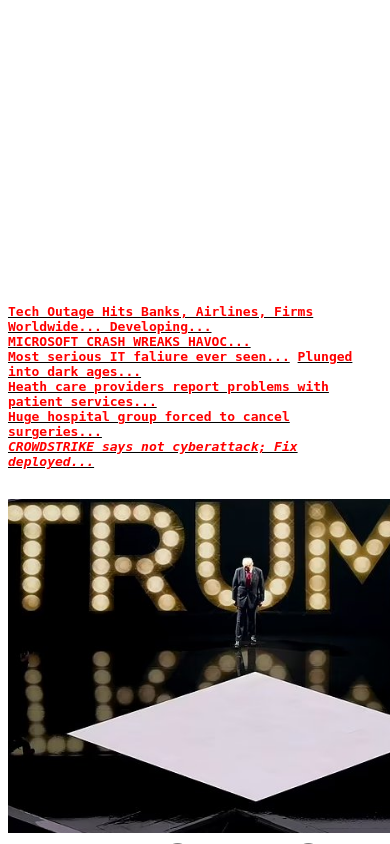 Tech Outage Hits Banks, Airlines, Firms
Worldwide... Developing...
MICROSOFT CRASH WREAKS HAVOC...
Most serious IT faliure ever seen... Plunged
into dark ages...
Heath care providers report problems with
patient services...
Huge hospital group forced to cancel
surgeries...
CROWDSTRIKE says not cyberattack; Fix
deployed...
TRUM